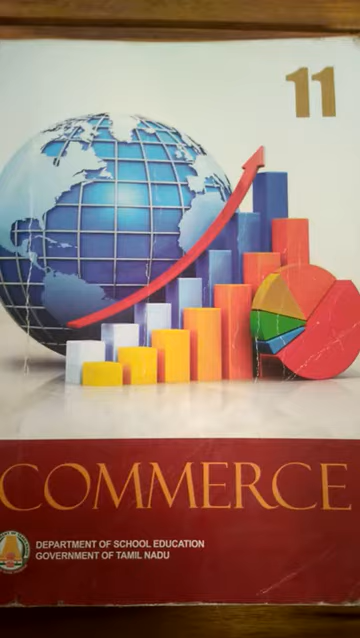 11
COMMERCE
DEPARTMENT OF SCHOOL EDUCATION
GOVERNMENT OF TAMIL NADU